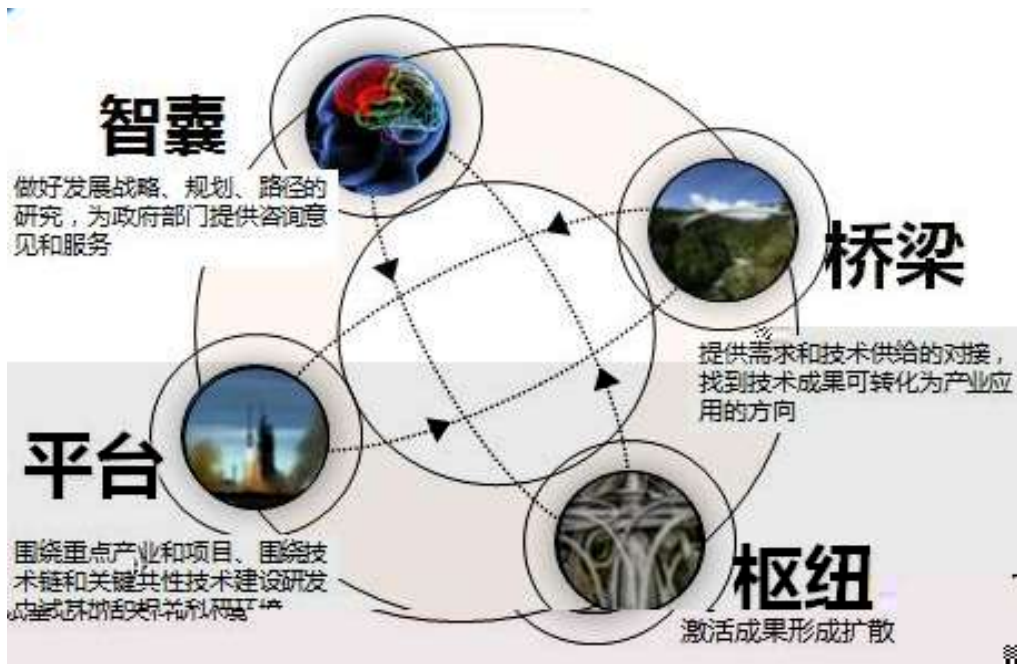 智囊
做好发展战略、规划、路径的
研究，为政府部门提供咨询意
见和服务
桥梁
提供需求和技术供给的对接，
找到技术成果可转化为产业应
用的方向
平台
围绕重点产业和项目、围绕技
术链和关键共性技术建设研发
枢纽
激活成果形成扩散